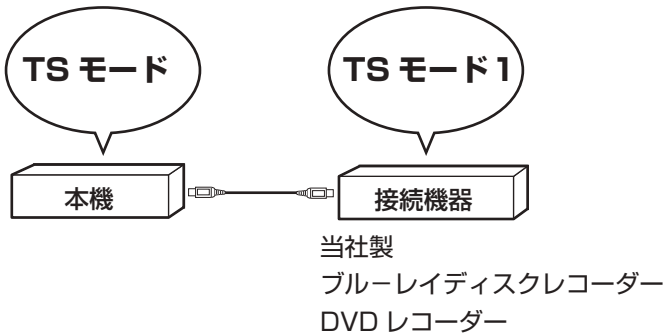 TS モード
TS モード1
本機
接続機器
当社製
ブルーレイディスクレコーダー
DVD レコーダー